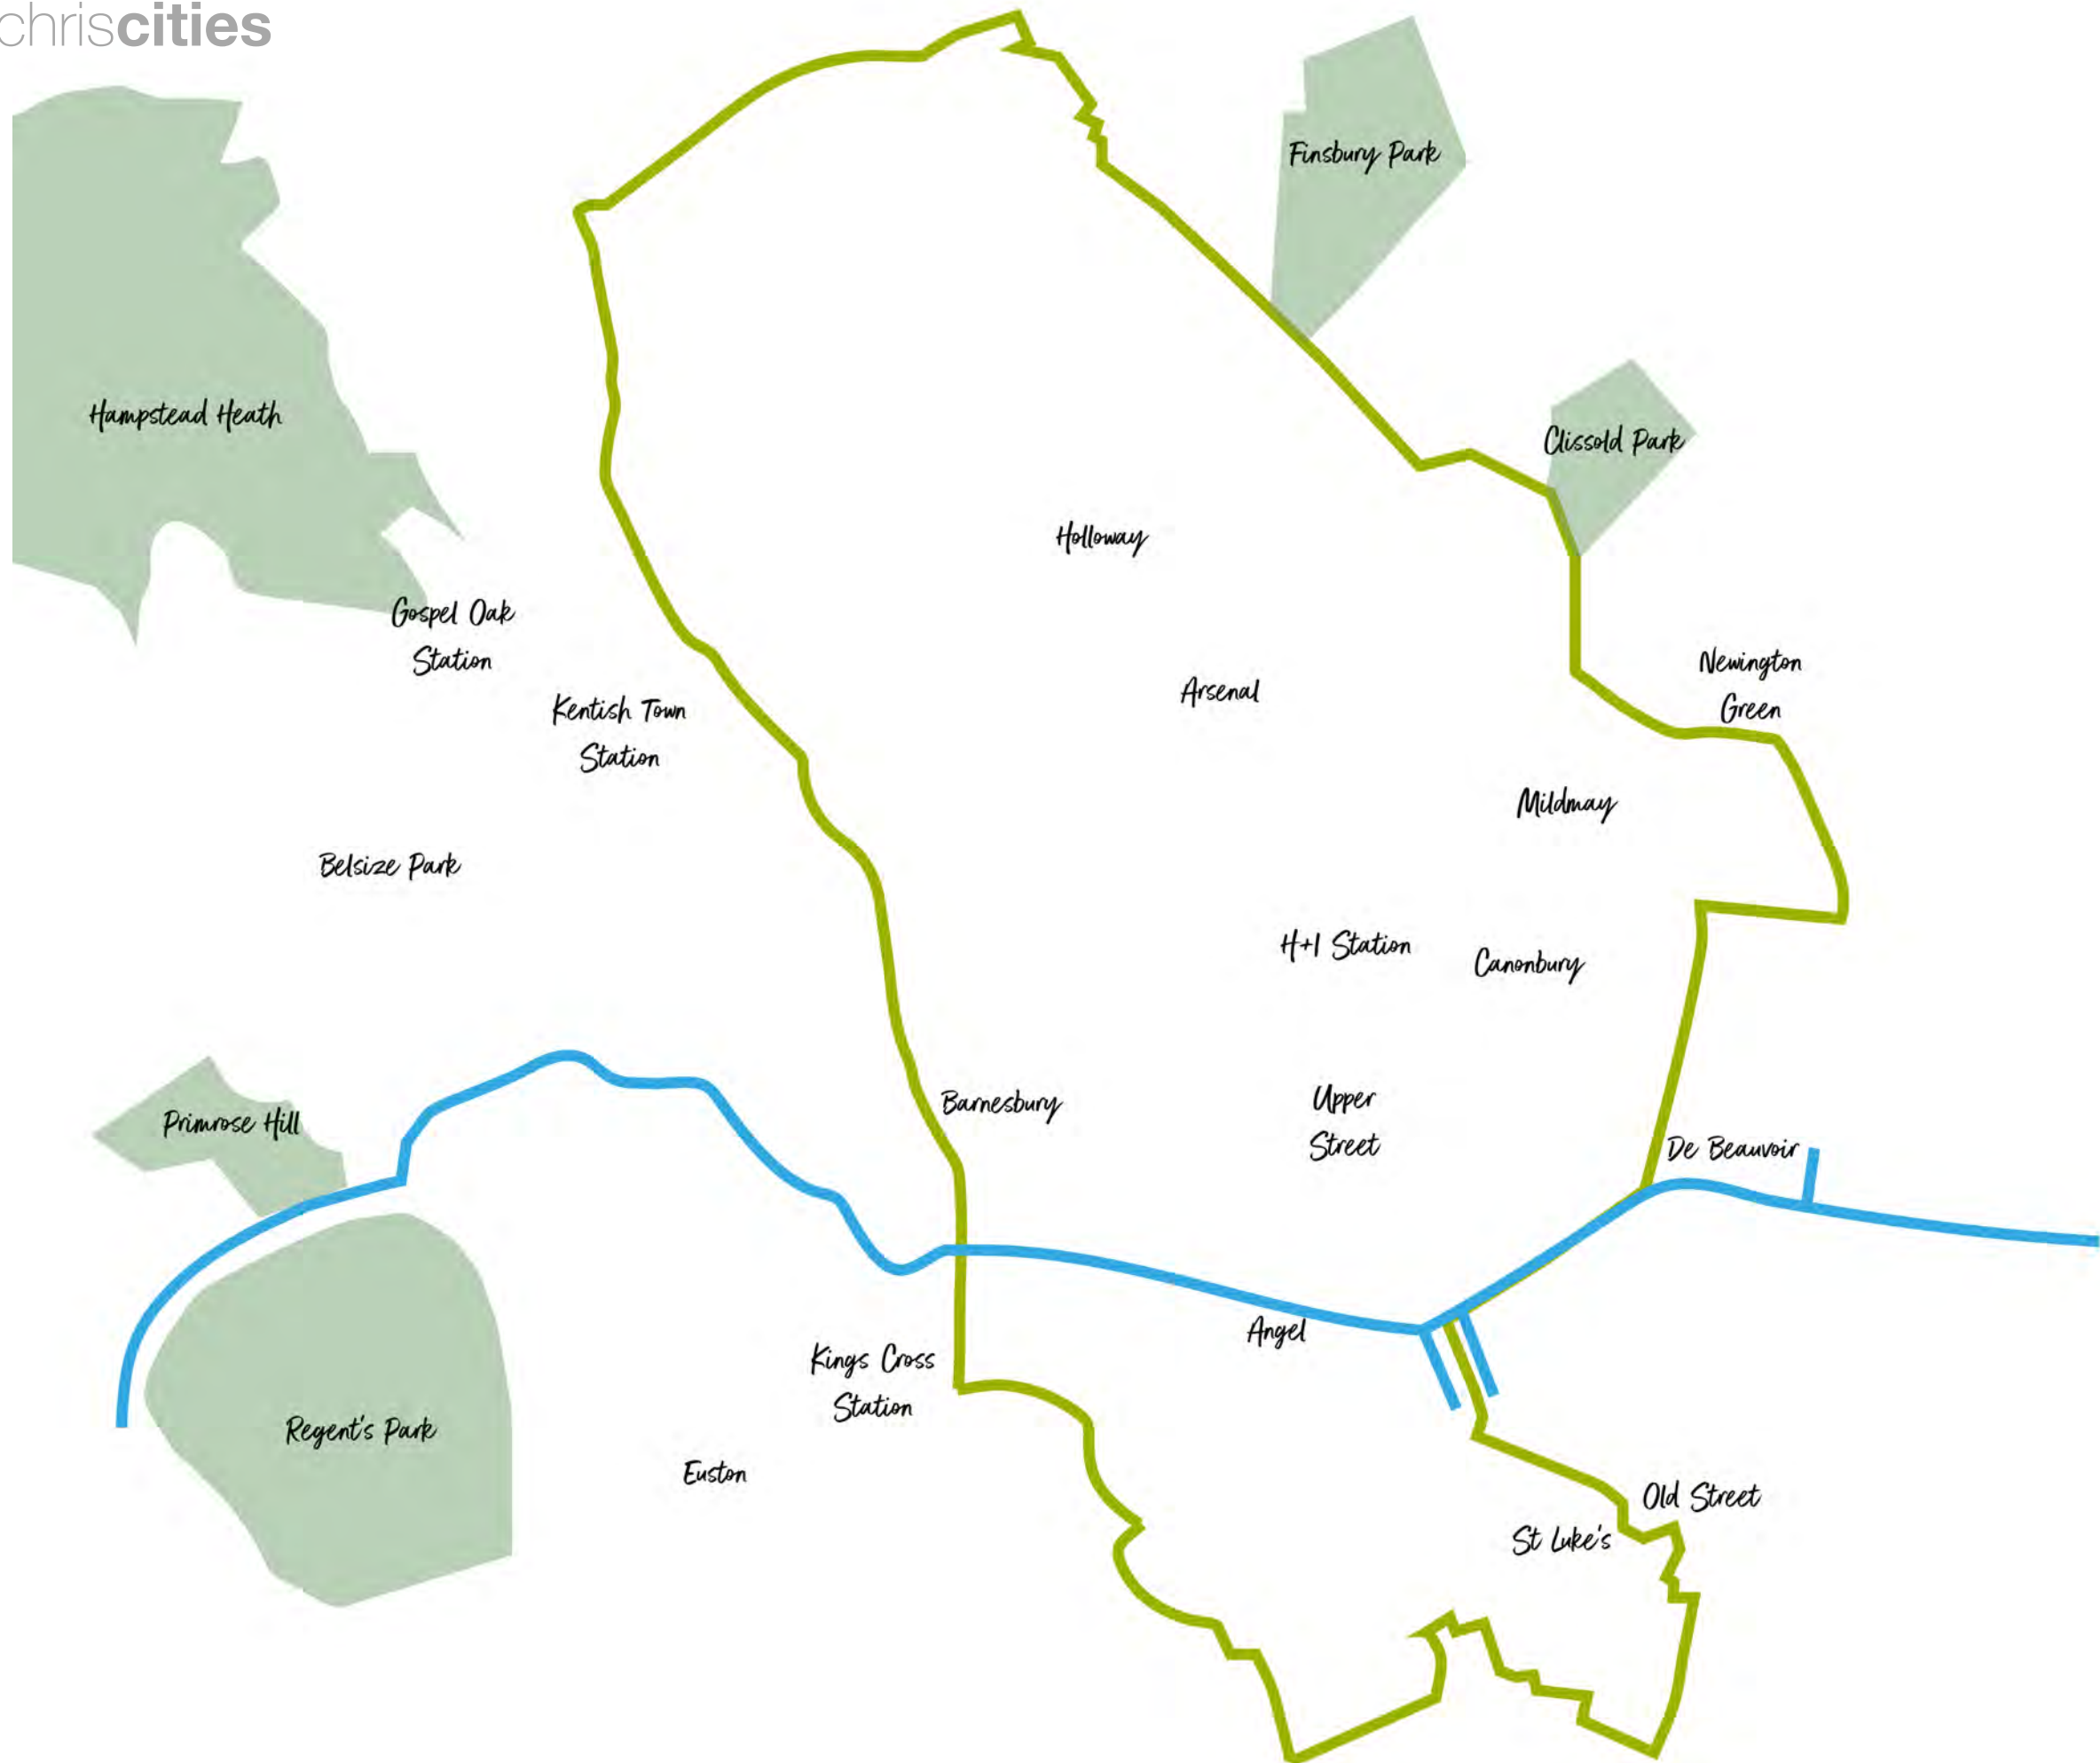 chriscities
Finsbury Park
Hampstead Heath
Clissold Park
Holloway
Gospel Oak
Station
Newington
Green
Arsenal
Kentish Town
Station
Mildmay
Belsize Park
H+I Station
Canonbury
Barnesbury
Upper
Street
Primrose Hill
De Beauvoir
Angel
Kings Cross
Station
Regent's Park
Euston
Old Street
St Luke's